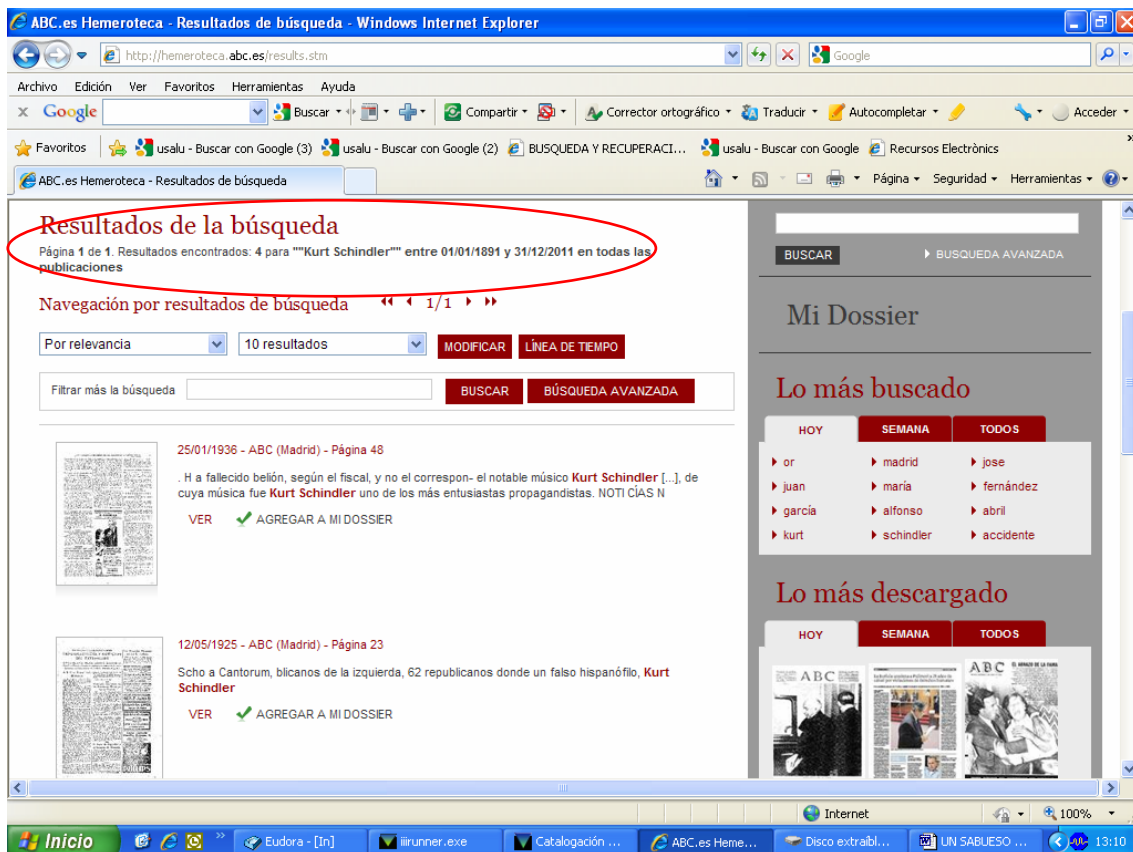 ABC.es Hemeroteca - Resultados de búsqueda - Windows Internet Explorer
http://hemeroteca.abc.es/results.stm
Google
Archivo Edición Ver Favoritos Herramientas Ayuda
x Google Buscar Compartir Corrector ortográfico Traducir Autocompletar Acceder
Favoritos usalu - Buscar con Google (3) usalu - Buscar con Google (2) BUSQUEDA Y RECUPERACI... usalu - Buscar con Google Recursos Electrònics »
ABC.es Hemeroteca - Resultados de búsqueda Página Seguridad Herramientas
Resultados de la búsqueda
Página 1 de 1. Resultados encontrados: 4 para ""Kurt Schindler"" entre 01/01/1891 y 31/12/2011 en todas las
publicaciones
Navegación por resultados de búsqueda 1/1
Por relevancia 10 resultados MODIFICAR LÍNEA DE TIEMPO
Filtrar más la búsqueda BUSCAR BÚSQUEDA AVANZADA
25/01/1936 - ABC (Madrid) - Página 48
. H a fallecido belión, según el fiscal, y no el correspon- el notable músico Kurt Schindler [...], de
cuya música fue Kurt Schindler uno de los más entusiastas propagandistas. NOTI CÍAS N
VER AGREGAR A MI DOSSIER
12/05/1925 - ABC (Madrid) - Página 23
Scho a Cantorum, blicanos de la izquierda, 62 republicanos donde un falso hispanófilo, Kurt
Schindler
VER AGREGAR A MI DOSSIER
BUSCAR BUSQUEDA AVANZADA
Mi Dossier
Lo más buscado
HOY SEMANA TODOS
or madrid jose
juan maría fernández
garcía alfonso abril
kurt schindler accidente
Lo más descargado
HOY SEMANA TODOS
ABC
ABC
Internet 100%
Inicio » Eudora - [In] iiirunner.exe Catalogación ... ABC.es Heme... Disco extraíbl... UN SABUESO ... 13:10